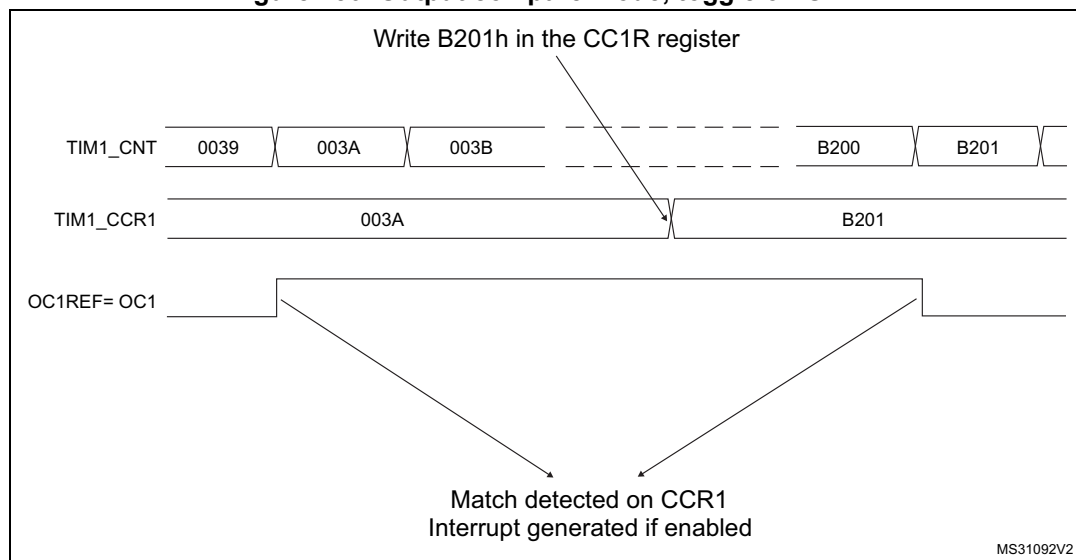 Write B201h in the CC1R register
TIM1_CNT 0039 003A 003B B200 B201
TIM1_CCR1 003A B201
OC1REF= OC1
Match detected on CCR1
Interrupt generated if enabled
MS31092V2